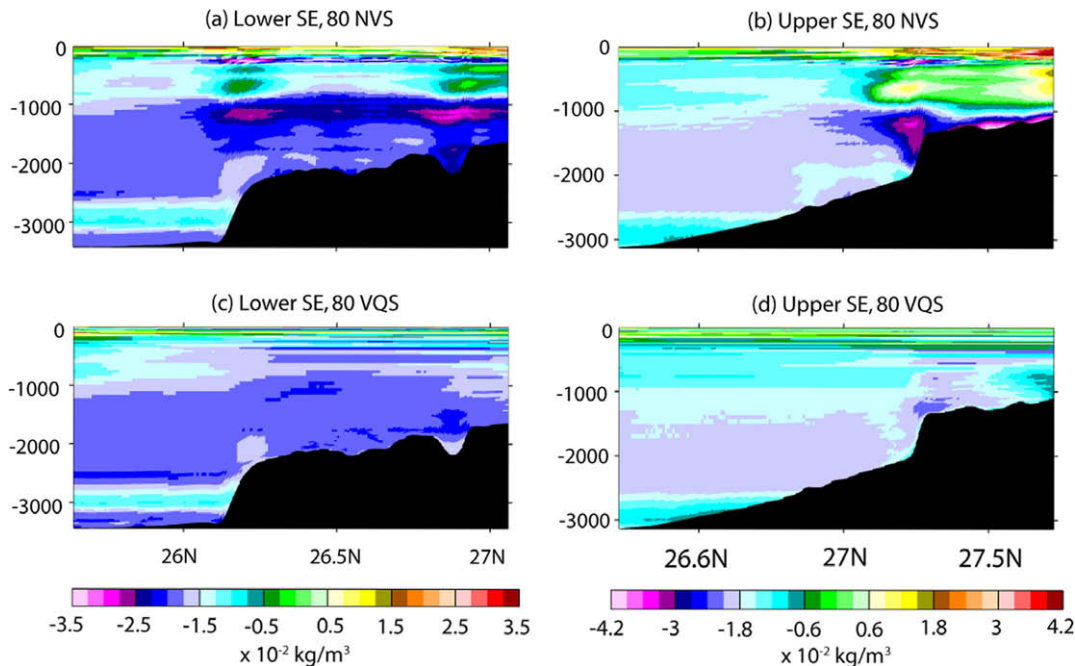 (a) Lower SE, 80 NVS
(b) Upper SE, 80 NVS
0
-1000
-2000
-3000
0
-1000
-2000
-3000
(c) Lower SE, 80 VQS
(d) Upper SE, 80 VQS
0
-1000
-2000
-3000
26N 26.5N 27N
0
-1000
-2000
-3000
26.6N 27N 27.5N
-3.5 -2.5 -1.5 -0.5 0.5 1.5 2.5 3.5
x 10⁻² kg/m³
-4.2 -3 -1.8 -0.6 0.6 1.8 3 4.2
x 10⁻² kg/m³